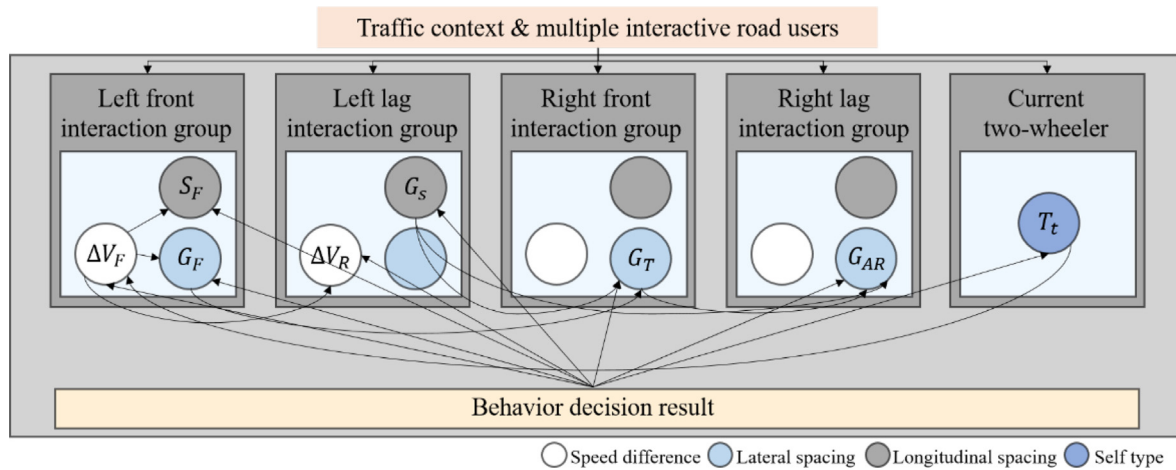 Traffic context & multiple interactive road users
Left front
interaction group
Left lag
interaction group
Right front
interaction group
Right lag
interaction group
Current
two-wheeler
S_F
G_s
T_t
ΔV_F
G_F
ΔV_R
G_T
G_AR
Behavior decision result
Speed difference
Lateral spacing
Longitudinal spacing
Self type